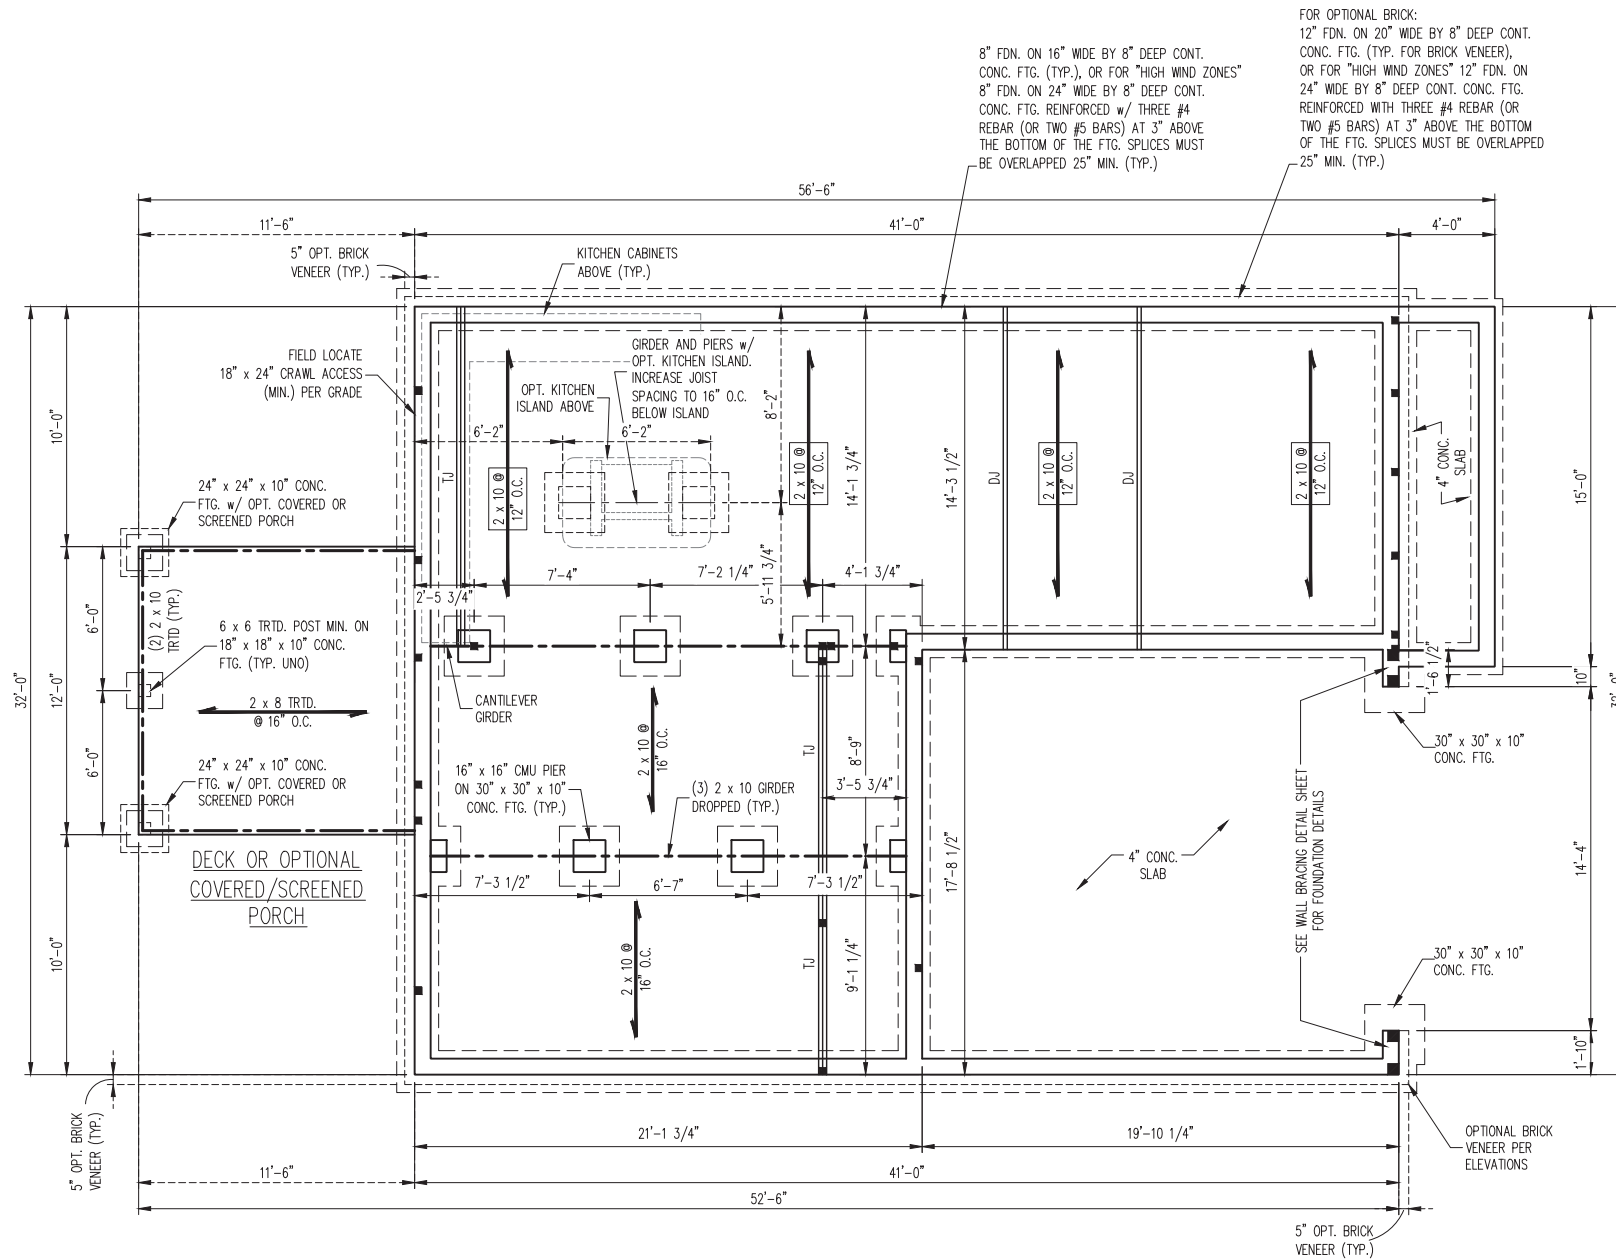 FOR OPTIONAL BRICK:
12" FDN. ON 20" WIDE BY 8" DEEP CONT.
CONC. FTG. (TYP. FOR BRICK VENEER),
OR FOR "HIGH WIND ZONES" 12" FDN. ON
24" WIDE BY 8" DEEP CONT. CONC. FTG.
REINFORCED WITH THREE #4 REBAR (OR
TWO #5 BARS) AT 3" ABOVE THE BOTTOM
OF THE FTG. SPLICES MUST BE OVERLAPPED
25" MIN. (TYP.)
8" FDN. ON 16" WIDE BY 8" DEEP CONT.
CONC. FTG. (TYP.), OR FOR "HIGH WIND ZONES"
8" FDN. ON 24" WIDE BY 8" DEEP CONT.
CONC. FTG. REINFORCED w/ THREE #4
REBAR (OR TWO #5 BARS) AT 3" ABOVE
THE BOTTOM OF THE FTG. SPLICES MUST
BE OVERLAPPED 25" MIN. (TYP.)
56'-6"
11'-6"
41'-0"
4'-0"
5" OPT. BRICK
VENEER (TYP.)
KITCHEN CABINETS
ABOVE (TYP.)
FIELD LOCATE
18" x 24" CRAWL ACCESS
(MIN.) PER GRADE
GIRDER AND PIERS w/
OPT. KITCHEN ISLAND.
INCREASE JOIST
SPACING TO 16" O.C.
BELOW ISLAND
OPT. KITCHEN
ISLAND ABOVE
6'-2"
6'-2"
8'-2"
TJ
2 x 10 @
12" O.C.
2 x 10 @
12" O.C.
14'-1 3/4"
14'-3 1/2"
DJ
2 x 10 @
12" O.C.
DJ
2 x 10 @
12" O.C.
4" CONC.
SLAB
15'-0"
10'-0"
24" x 24" x 10" CONC.
FTG. w/ OPT. COVERED OR
SCREENED PORCH
5'-11 3/4"
2'-5 3/4"
7'-4"
7'-2 1/4"
4'-1 3/4"
32'-0"
12'-0"
6'-0"
6'-0"
(2) 2 x 10
TRTD (TYP.)
6 x 6 TRTD. POST MIN. ON
18" x 18" x 10" CONC.
FTG. (TYP. UNO)
2 x 8 TRTD.
@ 16" O.C.
24" x 24" x 10" CONC.
FTG. w/ OPT. COVERED OR
SCREENED PORCH
CANTILEVER
GIRDER
2 x 10 @
16" O.C.
16" x 16" CMU PIER
ON 30" x 30" x 10"
CONC. FTG. (TYP.)
(3) 2 x 10 GIRDER
DROPPED (TYP.)
TJ
8'-9"
3'-5 3/4"
1'-6 1/2"
10"
32'-0"
30" x 30" x 10"
CONC. FTG.
SEE WALL BRACING DETAIL SHEET
FOR FOUNDATION DETAILS
4" CONC.
SLAB
17'-8 1/2"
14'-4"
DECK OR OPTIONAL
COVERED/SCREENED
PORCH
7'-3 1/2"
6'-7"
7'-3 1/2"
10'-0"
2 x 10 @
16" O.C.
TJ
9'-1 1/4"
30" x 30" x 10"
CONC. FTG.
1'-10"
5" OPT. BRICK
VENEER (TYP.)
21'-1 3/4"
19'-10 1/4"
OPTIONAL BRICK
VENEER PER
ELEVATIONS
11'-6"
41'-0"
52'-6"
5" OPT. BRICK
VENEER (TYP.)